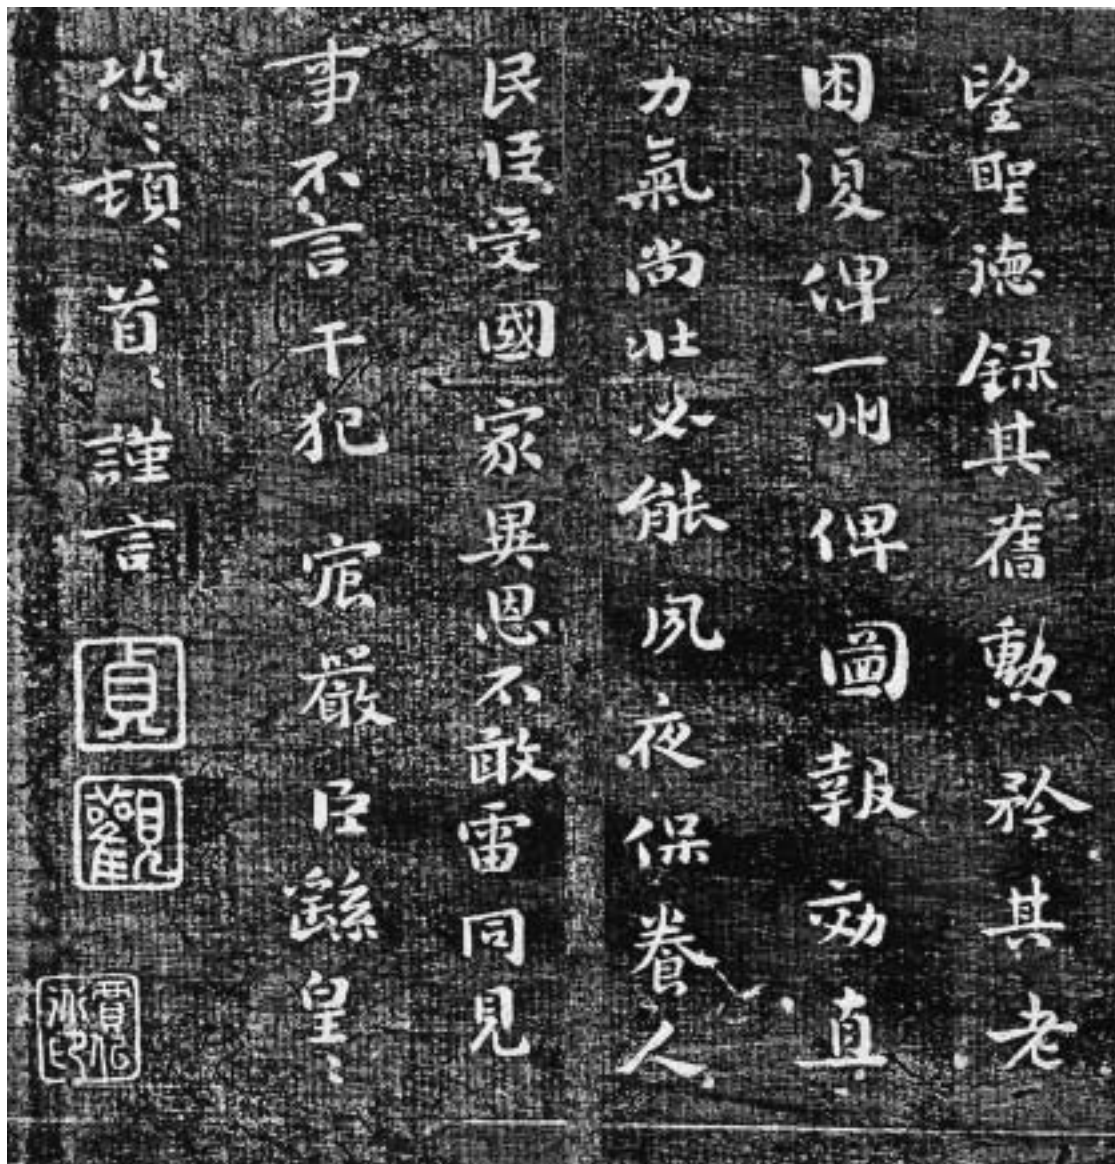 望聖德錄其舊勳矜其老
困復俾一州俾圖報効直
力氣尚壯必能夙夜保養人
民臣受國家異恩不敢雷同見
事不言干犯宸嚴臣繇皇〻
恐〻頓〻首〻謹言
貞
觀